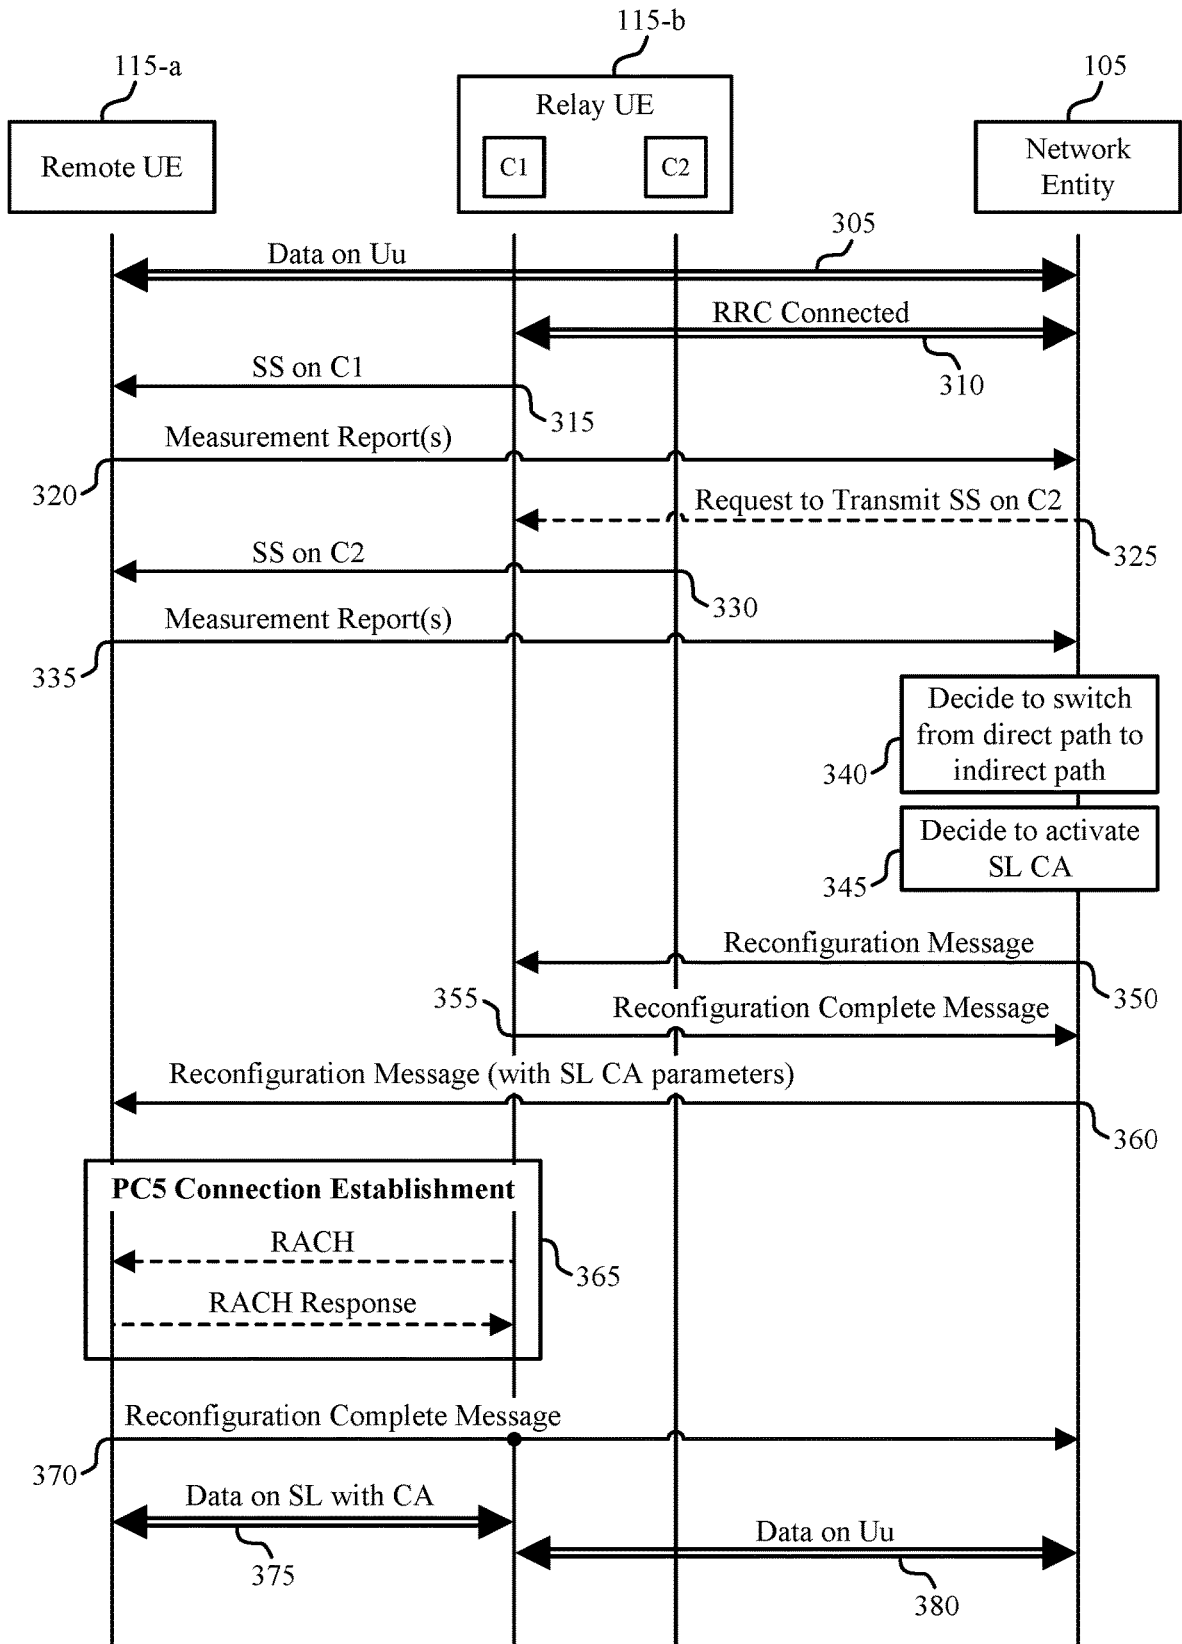 115-b
115-a
105
Relay UE
Remote UE
C1
C2
Network
Entity
Data on Uu
305
RRC Connected
310
SS on C1
315
Measurement Report(s)
320
Request to Transmit SS on C2
325
SS on C2
330
Measurement Report(s)
335
Decide to switch
from direct path to
indirect path
340
Decide to activate
SL CA
345
Reconfiguration Message
350
355
Reconfiguration Complete Message
Reconfiguration Message (with SL CA parameters)
360
PC5 Connection Establishment
RACH
365
RACH Response
Reconfiguration Complete Message
370
Data on SL with CA
375
Data on Uu
380